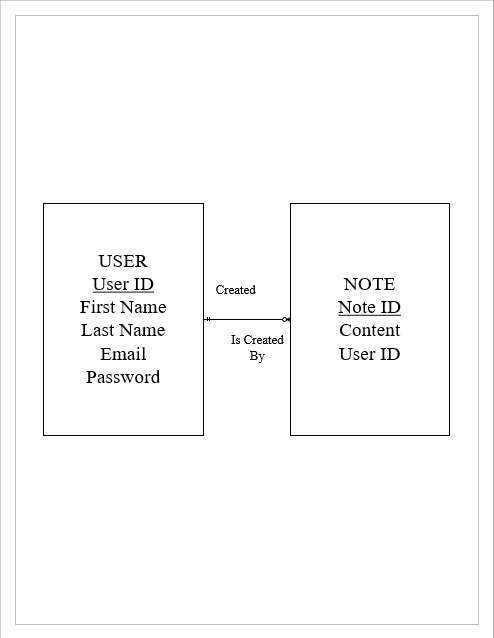 USER
User ID
First Name
Last Name
Email
Password
Created
Is Created
By
NOTE
Note ID
Content
User ID